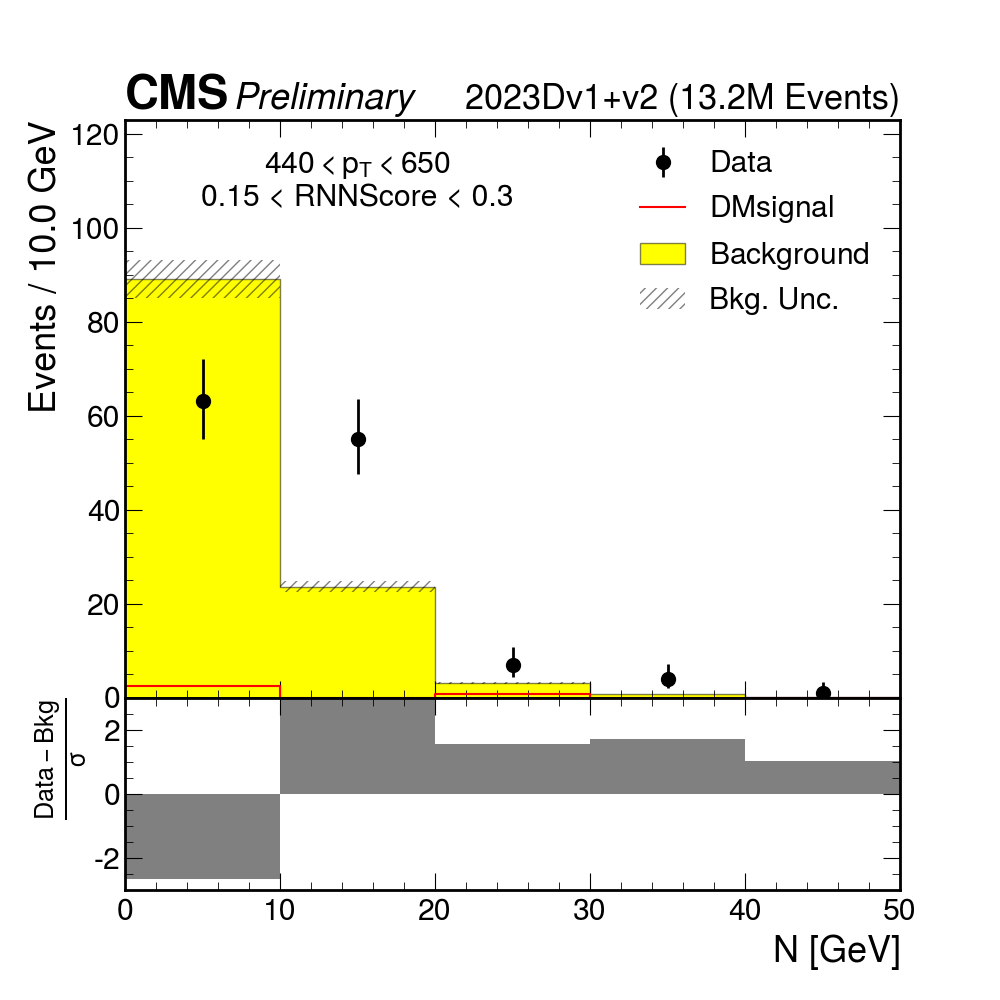 CMS Preliminary 2023Dv1+v2 (13.2M Events)
Events / 10.0 GeV
120
100
80
60
40
20
0
440 < pT < 650
0.15 < RNNScore < 0.3
Data
DMsignal
Background
Bkg. Unc.
Data – Bkg
σ
2
0
-2
0 10 20 30 40 50
N [GeV]